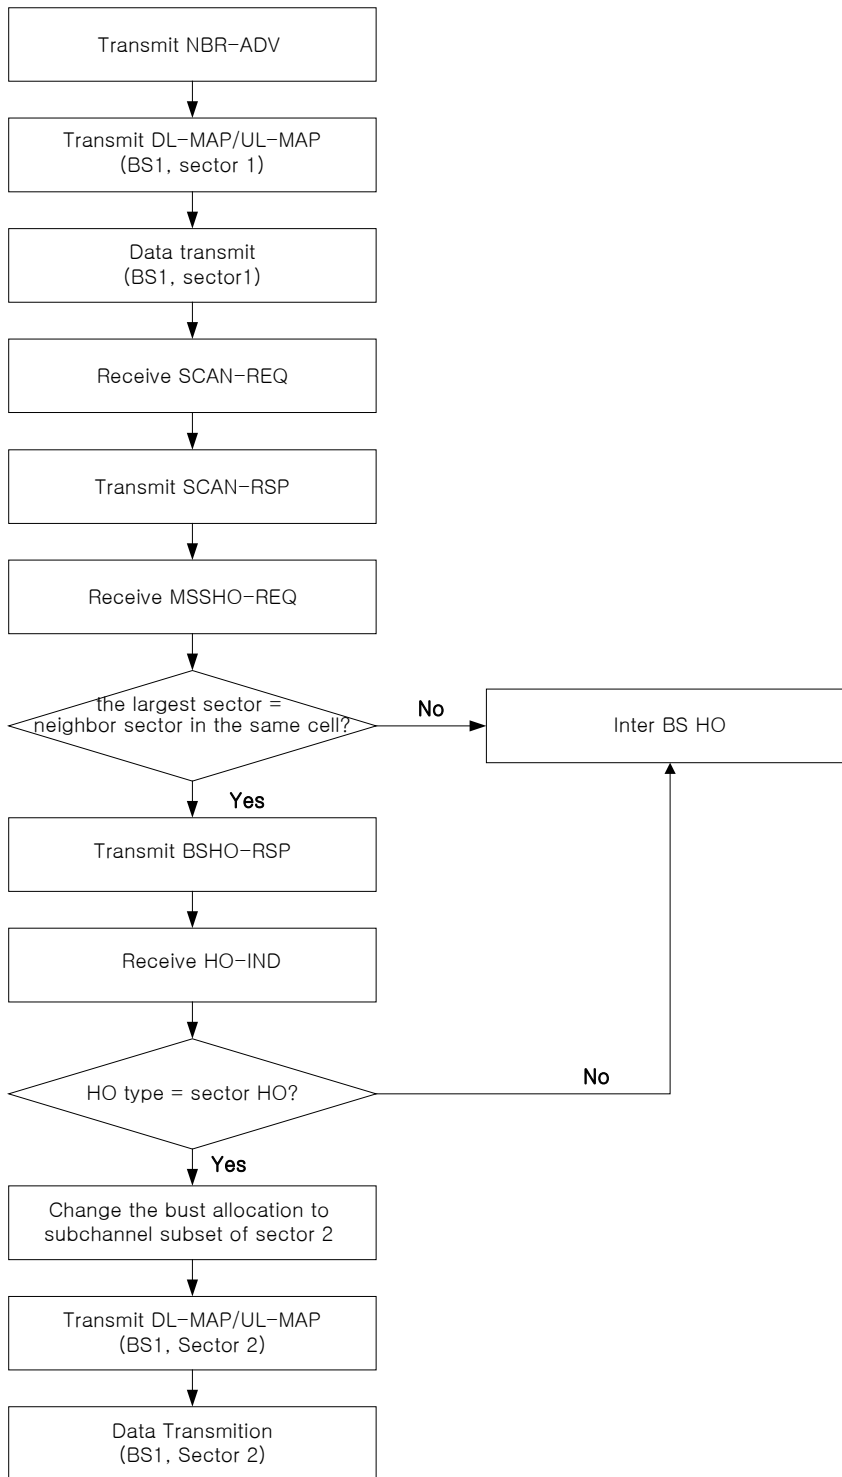 Transmit NBR-ADV
Transmit DL-MAP/UL-MAP
(BS1, sector 1)
Data transmit
(BS1, sector1)
Receive SCAN-REQ
Transmit SCAN-RSP
Receive MSSHO-REQ
the largest sector =
neighbor sector in the same cell?
No
Inter BS HO
Yes
Transmit BSHO-RSP
Receive HO-IND
HO type = sector HO?
No
Yes
Change the bust allocation to
subchannel subset of sector 2
Transmit DL-MAP/UL-MAP
(BS1, Sector 2)
Data Transmition
(BS1, Sector 2)